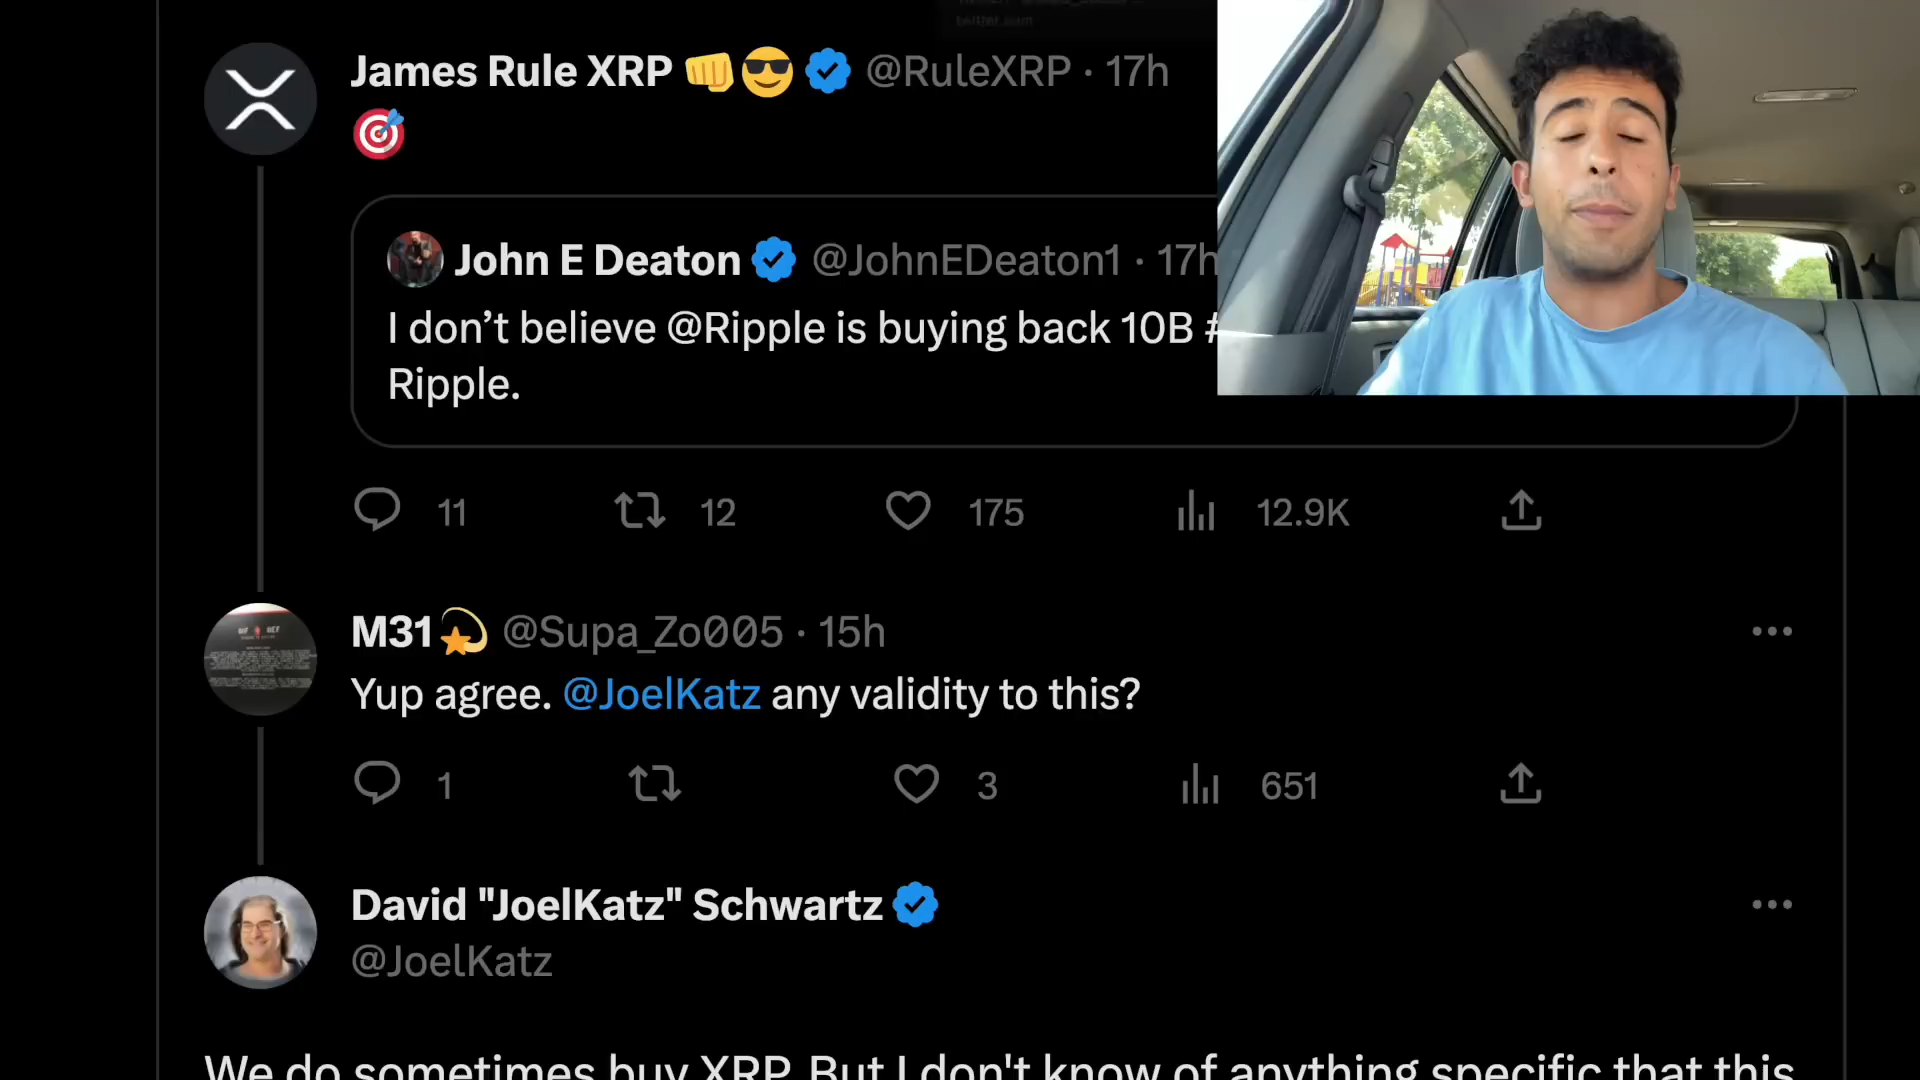 James Rule XRP 👊😎 @RuleXRP · 17h
🎯
John E Deaton @JohnEDeaton1 · 17h
I don’t believe @Ripple is buying back 10B #
Ripple.
11 12 175 12.9K
M31💫 @Supa_Zo005 · 15h
Yup agree. @JoelKatz any validity to this?
1 3 651
David "JoelKatz" Schwartz
@JoelKatz
We do sometimes buy XRP. But I don't know of anything specific that this